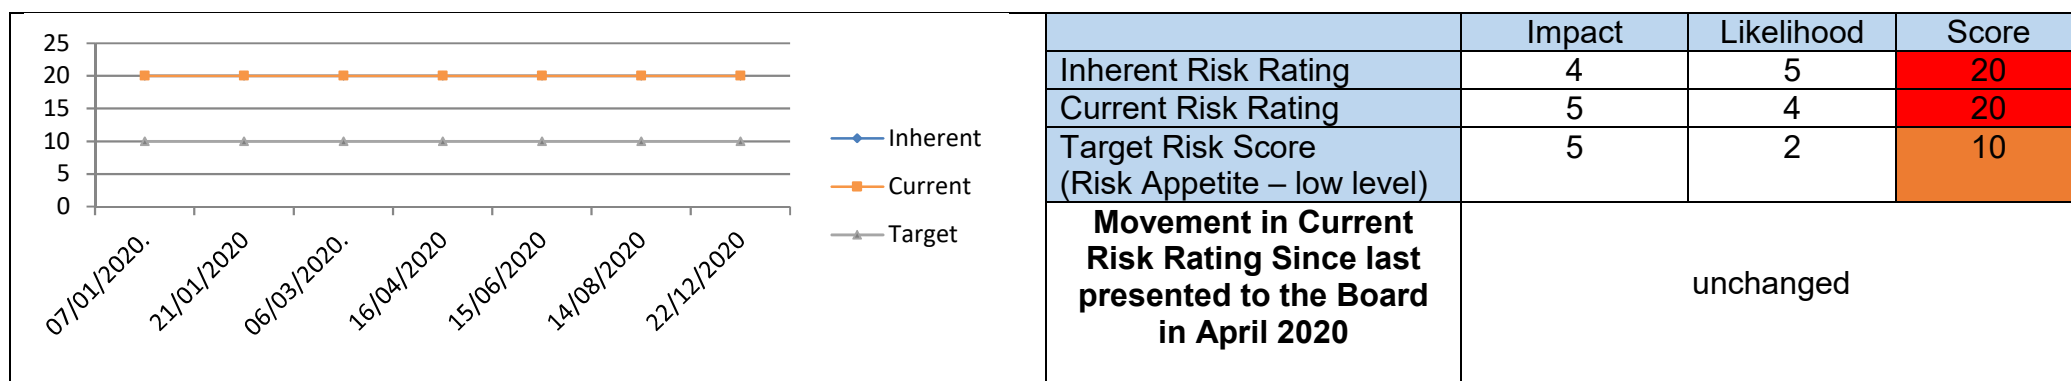 25
20
15
10
5
0
07/01/2020.
21/01/2020
06/03/2020.
16/04/2020
15/06/2020
14/08/2020
22/12/2020
Inherent
Current
Target
Impact Likelihood Score
Inherent Risk Rating 4 5 20
Current Risk Rating 5 4 20
Target Risk Score 5 2 10
(Risk Appetite – low level)
Movement in Current
Risk Rating Since last
presented to the Board
in April 2020
unchanged